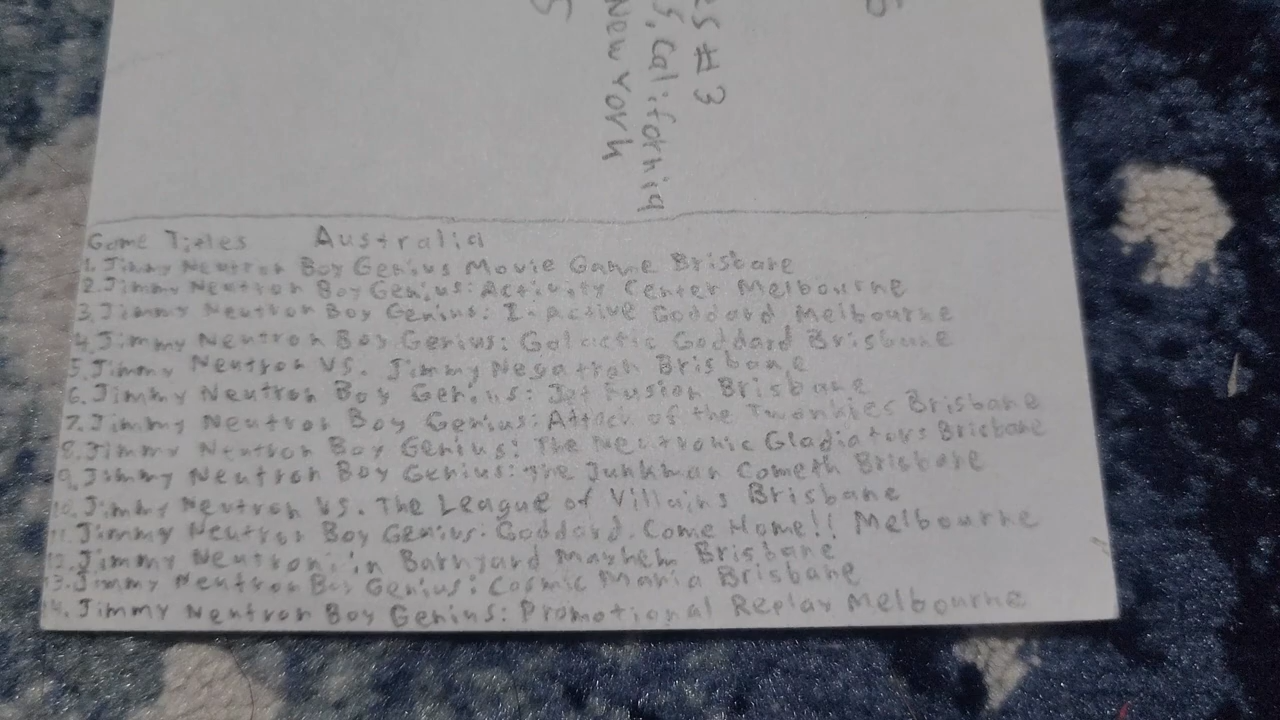 ES # 3
S, California
New York
5
Game Titles Australia
1. Jimmy Neutron Boy Genius Movie Game Brisbane
2. Jimmy Neutron Boy Genius: Activity Center Melbourne
3. Jimmy Neutron Boy Genius: I-Active Goddard Melbourne
4. Jimmy Neutron Boy Genius: Galactic Goddard Brisbane
5. Jimmy Neutron VS. Jimmy Negatron Brisbane
6. Jimmy Neutron Boy Genius: Jet Fusion Brisbane
7. Jimmy Neutron Boy Genius: Attack of the Twonkies Brisbane
8. Jimmy Neutron Boy Genius: The Neutronic Gladiators Brisbane
9. Jimmy Neutron Boy Genius: The Junkman Cometh Brisbane
10. Jimmy Neutron VS. The League of Villains Brisbane
11. Jimmy Neutron Boy Genius: Goddard, Come Home!! Melbourne
12. Jimmy Neutron: in Barnyard Mayhem Brisbane
13. Jimmy Neutron Boy Genius: Cosmic Mania Brisbane
14. Jimmy Neutron Boy Genius: Promotional Replay Melbourne